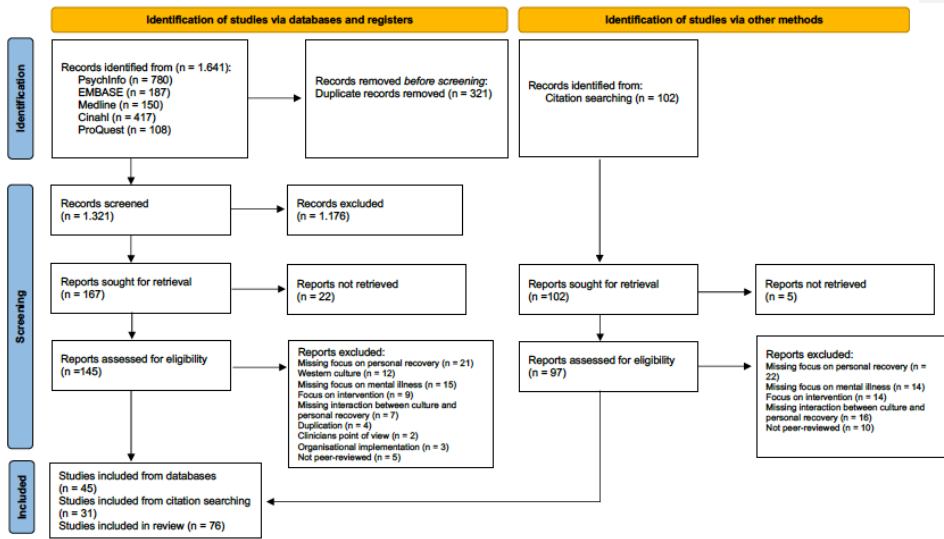 Identification of studies via databases and registers
Identification of studies via other methods
Identification
Records identified from (n = 1.641):
PsychInfo (n = 780)
EMBASE (n = 187)
Medline (n = 150)
Cinahl (n = 417)
ProQuest (n = 108)
Records removed before screening:
Duplicate records removed (n = 321)
Records identified from:
Citation searching (n = 102)
Screening
Records screened
(n = 1.321)
Records excluded
(n = 1.176)
Reports sought for retrieval
(n = 167)
Reports not retrieved
(n = 22)
Reports sought for retrieval
(n =102)
Reports not retrieved
(n = 5)
Reports assessed for eligibility
(n =145)
Reports excluded:
Missing focus on personal recovery (n = 21)
Western culture (n = 12)
Missing focus on mental illness (n = 15)
Focus on intervention (n = 9)
Missing interaction between culture and
personal recovery (n = 7)
Duplication (n = 4)
Clinicians point of view (n = 2)
Organisational implementation (n = 3)
Not peer-reviewed (n = 5)
Reports assessed for eligibility
(n = 97)
Reports excluded:
Missing focus on personal recovery (n =
22)
Missing focus on mental illness (n = 14)
Focus on intervention (n = 14)
Missing interaction between culture and
personal recovery (n = 16)
Not peer-reviewed (n = 10)
Included
Studies included from databases
(n = 45)
Studies included from citation searching
(n = 31)
Studies included in review (n = 76)